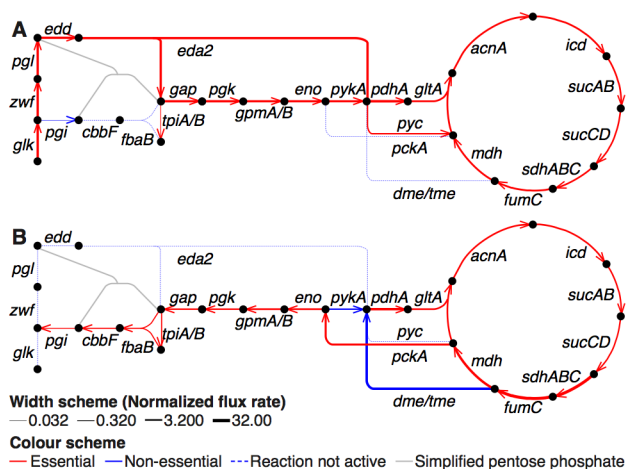 A
edd
eda2
pgl
zwf
glk
pgi
cbbF
fbaB
gap
pgk
gpmA/B
tpiA/B
eno
pykA
pdhA
gltA
pyc
pckA
dme/tme
mdh
acnA
icd
sucAB
sucCD
sdhABC
fumC
B
edd
eda2
pgl
zwf
glk
pgi
cbbF
fbaB
gap
pgk
gpmA/B
tpiA/B
eno
pykA
pdhA
gltA
pyc
pckA
dme/tme
mdh
acnA
icd
sucAB
sucCD
sdhABC
fumC
Width scheme (Normalized flux rate)
0.032 0.320 3.200 32.00
Colour scheme
Essential Non-essential Reaction not active Simplified pentose phosphate